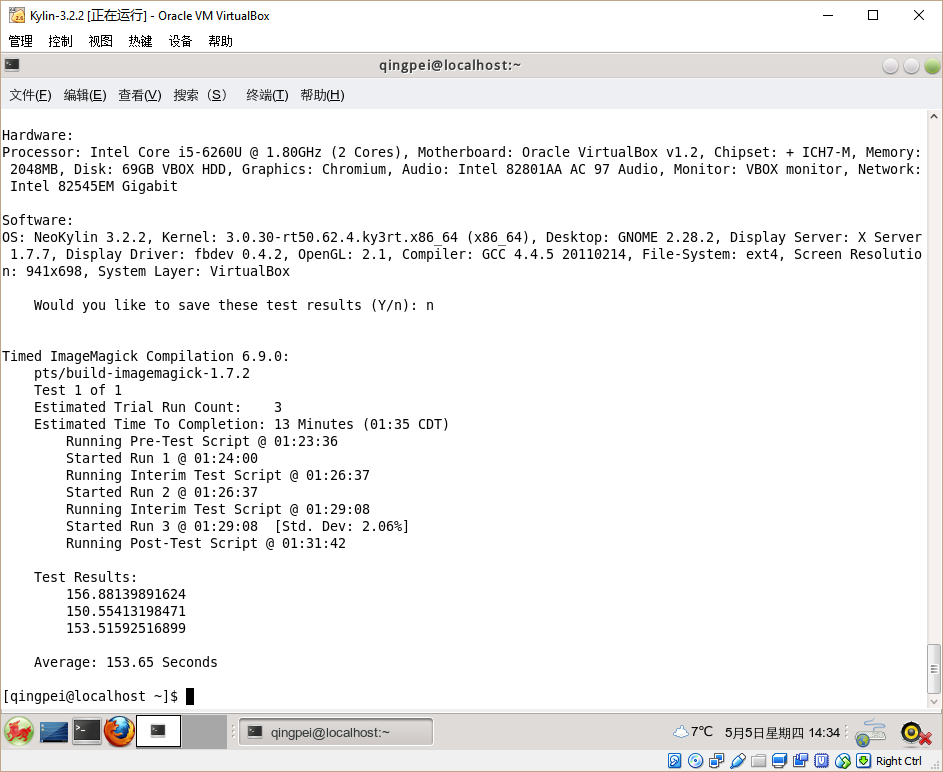 Kylin-3.2.2 [正在运行] - Oracle VM VirtualBox
管理 控制 视图 热键 设备 帮助
qingpei@localhost:~
文件(F) 编辑(E) 查看(V) 搜索 (S) 终端(T) 帮助(H)
Hardware:
Processor: Intel Core i5-6260U @ 1.80GHz (2 Cores), Motherboard: Oracle VirtualBox v1.2, Chipset: + ICH7-M, Memory:
2048MB, Disk: 69GB VBOX HDD, Graphics: Chromium, Audio: Intel 82801AA AC 97 Audio, Monitor: VBOX monitor, Network:
Intel 82545EM Gigabit
Software:
OS: NeoKylin 3.2.2, Kernel: 3.0.30-rt50.62.4.ky3rt.x86_64 (x86_64), Desktop: GNOME 2.28.2, Display Server: X Server
1.7.7, Display Driver: fbdev 0.4.2, OpenGL: 2.1, Compiler: GCC 4.4.5 20110214, File-System: ext4, Screen Resolutio
n: 941x698, System Layer: VirtualBox
Would you like to save these test results (Y/n): n
Timed ImageMagick Compilation 6.9.0:
pts/build-imagemagick-1.7.2
Test 1 of 1
Estimated Trial Run Count: 3
Estimated Time To Completion: 13 Minutes (01:35 CDT)
Running Pre-Test Script @ 01:23:36
Started Run 1 @ 01:24:00
Running Interim Test Script @ 01:26:37
Started Run 2 @ 01:26:37
Running Interim Test Script @ 01:29:08
Started Run 3 @ 01:29:08 [Std. Dev: 2.06%]
Running Post-Test Script @ 01:31:42
Test Results:
156.88139891624
150.55413198471
153.51592516899
Average: 153.65 Seconds
[qingpei@localhost ~]$
qingpei@localhost:~ 7℃ 5月5日星期四 14:34
Right Ctrl